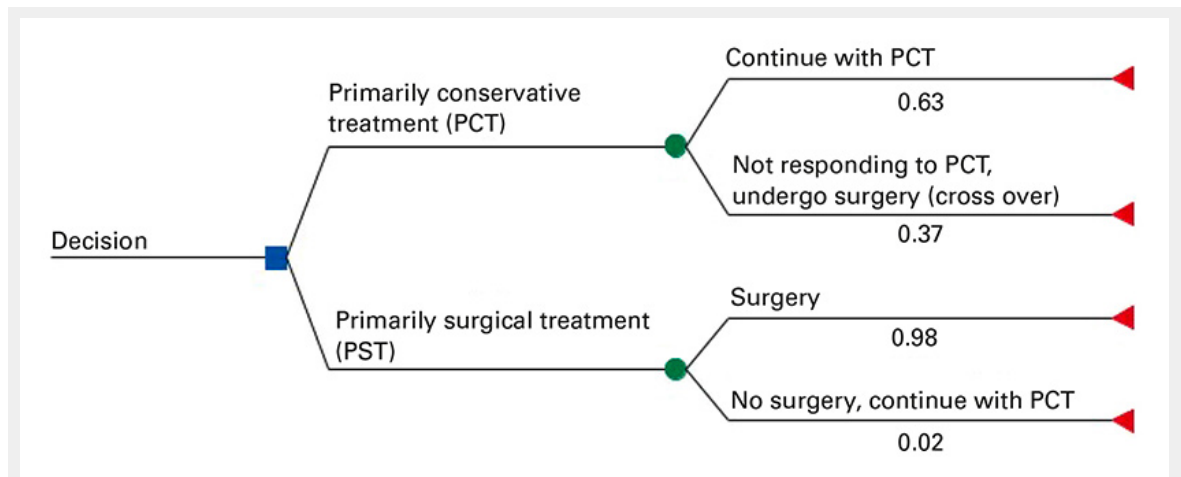 Continue with PCT
0.63
Primarily conservative
treatment (PCT)
Not responding to PCT,
undergo surgery (cross over)
0.37
Decision
Surgery
0.98
Primarily surgical treatment
(PST)
No surgery, continue with PCT
0.02